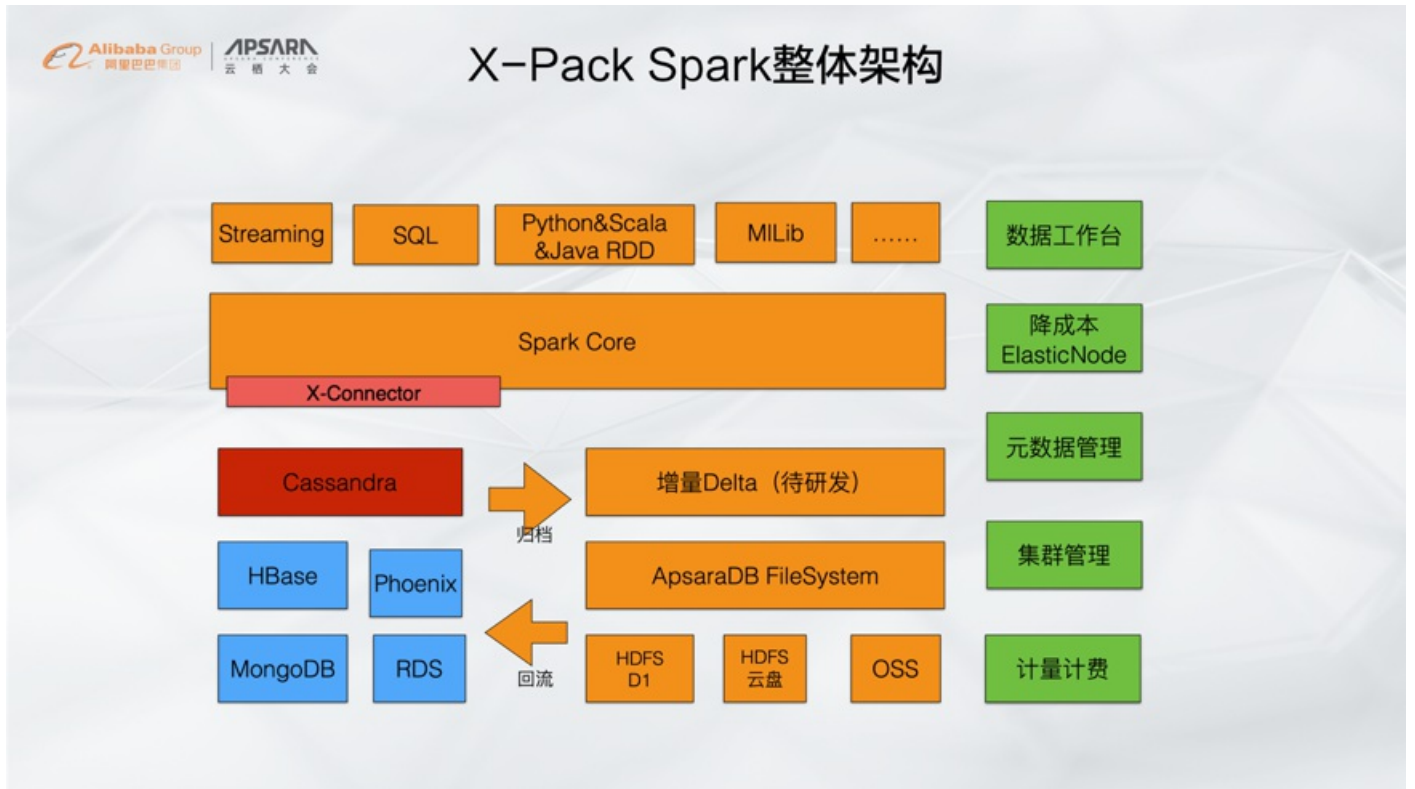 Alibaba Group
阿里巴巴集团
APSARA
APSARA CONFERENCE
云栖大会
X-Pack Spark整体架构
Streaming
SQL
Python&Scala
&Java RDD
MlLib
......
数据工作台
Spark Core
降成本
ElasticNode
X-Connector
元数据管理
Cassandra
归档
增量Delta（待研发）
集群管理
HBase
Phoenix
ApsaraDB FileSystem
MongoDB
RDS
回流
HDFS
D1
HDFS
云盘
OSS
计量计费